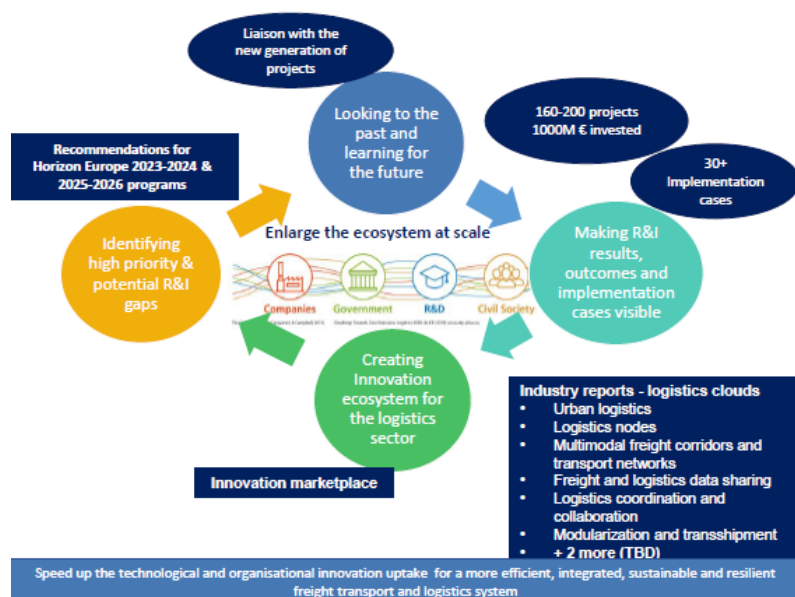 Liaison with the
new generation of
projects
Looking to the
past and
learning for
the future
160-200 projects
1000M € invested
30+
Implementation
cases
Recommendations for
Horizon Europe 2023-2024 &
2025-2026 programs
Identifying
high priority &
potential R&I
gaps
Enlarge the ecosystem at scale
Companies
Government
R&D
Civil Society
Making R&I
results,
outcomes and
implementation
cases visible
Creating
Innovation
ecosystem for
the logistics
sector
Innovation marketplace
Industry reports - logistics clouds
• Urban logistics
• Logistics nodes
• Multimodal freight corridors and
transport networks
• Freight and logistics data sharing
• Logistics coordination and
collaboration
• Modularization and transshipment
• + 2 more (TBD)
Speed up the technological and organisational innovation uptake for a more efficient, integrated, sustainable and resilient
freight transport and logistics system